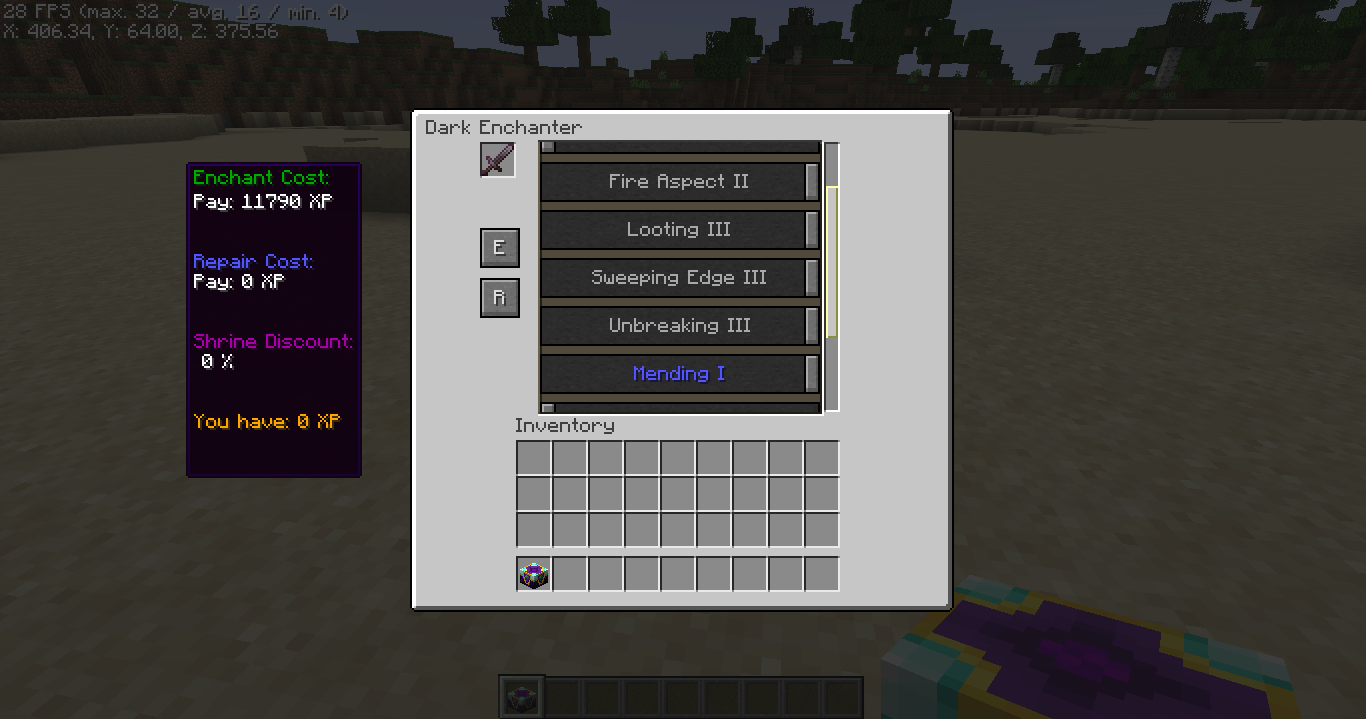 28 FPS (max. 32 / avg. 16 / min. 4)
X: 406.34, Y: 64.00, Z: 375.56
Dark Enchanter
Enchant Cost:
Pay: 11790 XP
Repair Cost:
Pay: 0 XP
Shrine Discount:
0 %
You have: 0 XP
E
R
Fire Aspect II
Looting III
Sweeping Edge III
Unbreaking III
Mending I
Inventory